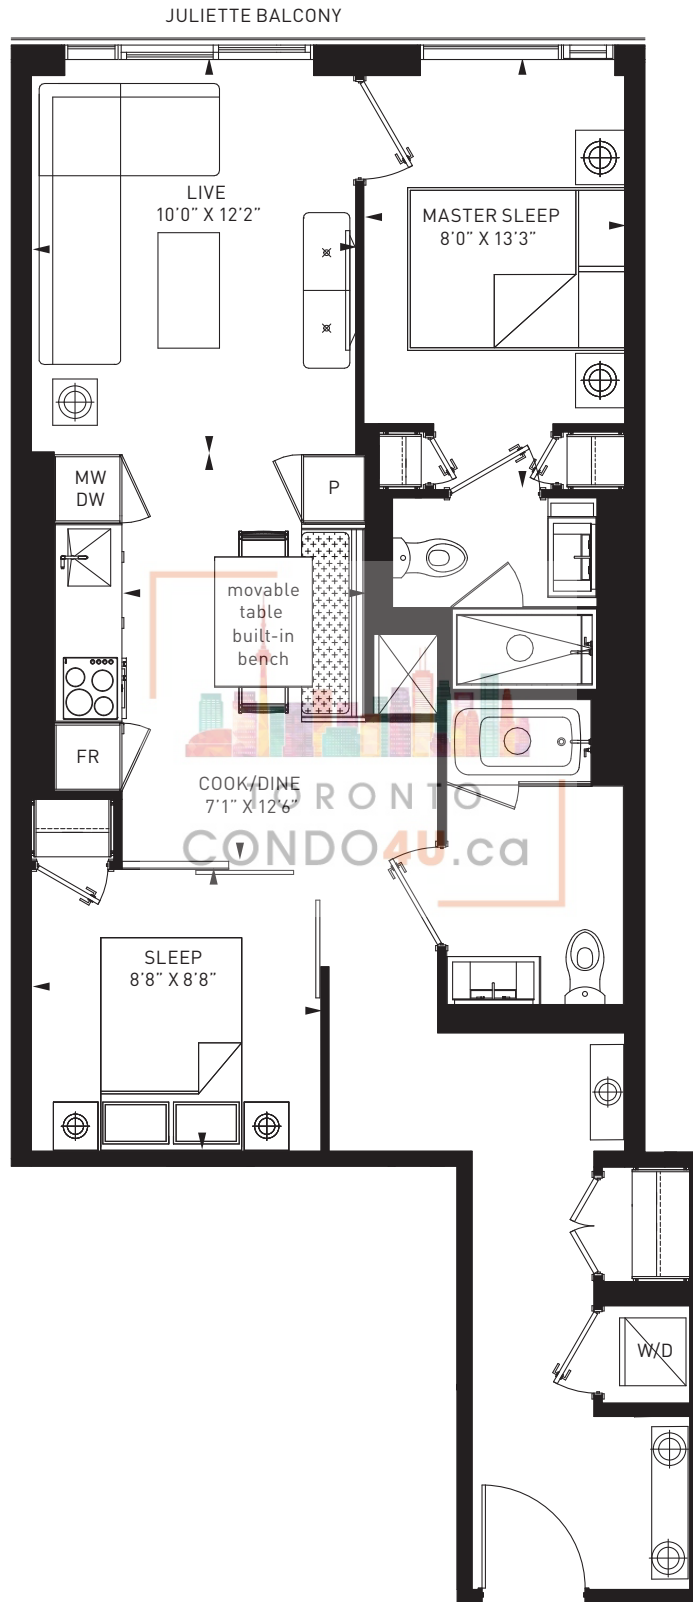 JULIETTE BALCONY
LIVE
10'0" X 12'2"
MASTER SLEEP
8'0" X 13'3"
MW
DW
P
movable
table
built-in
bench
FR
COOK/DINE
7'1" X 12'6"
TORONTO
CONDO4U.ca
SLEEP
8'8" X 8'8"
W/D